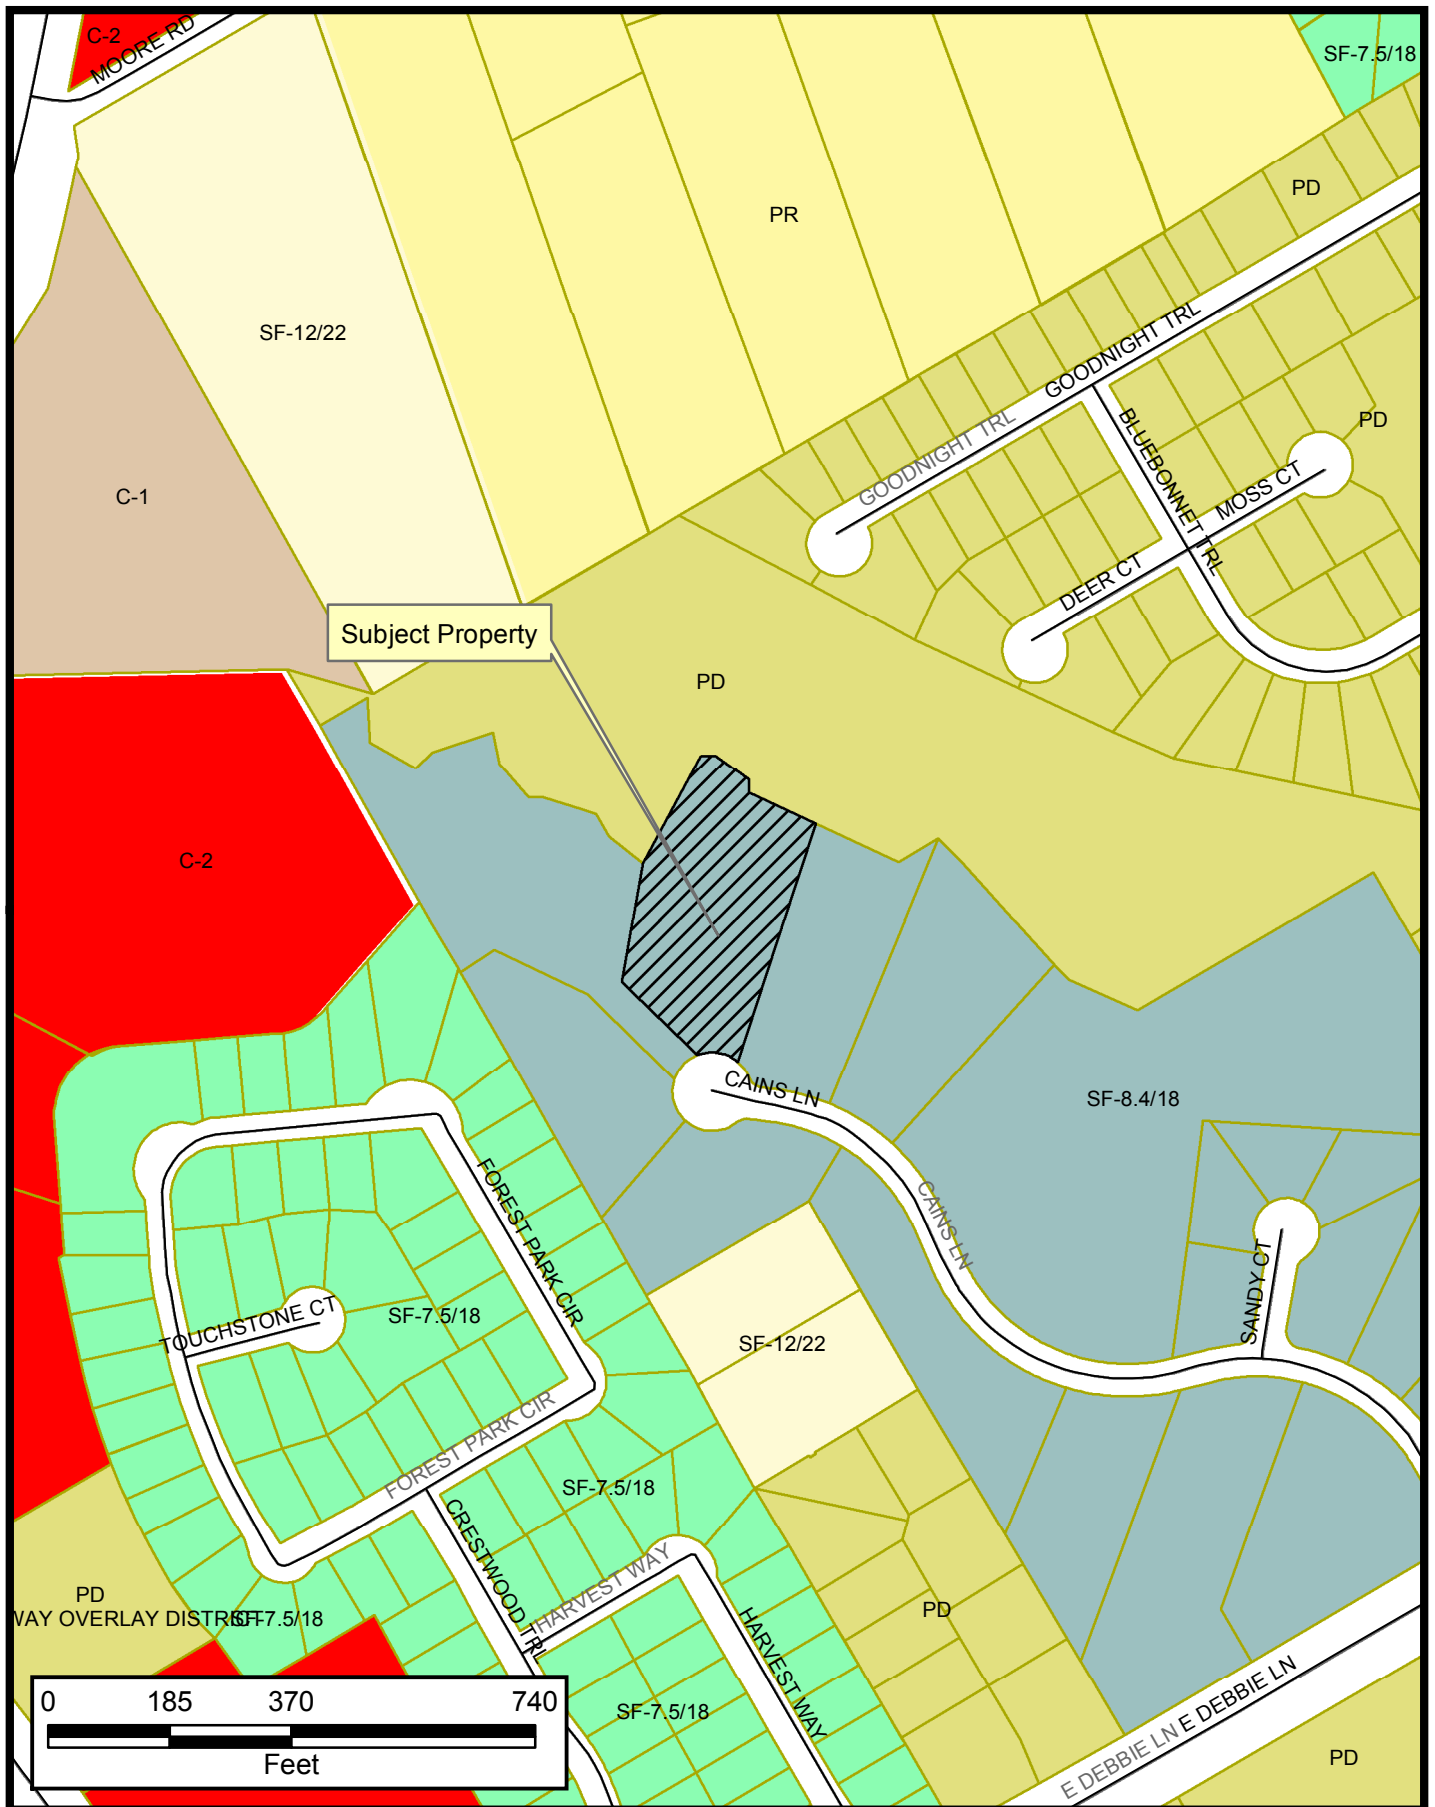 C-2
MOORE RD
SF-7.5/18
PD
PR
SF-12/22
GOODNIGHT TRL
GOODNIGHT TRL
PD
BLUEBONNET TRL
MOSS CT
C-1
DEER CT
Subject Property
PD
C-2
CAINS LN
SF-8.4/18
CAINS LN
FOREST PARK CIR
SANDY CT
TOUCHSTONE CT
SF-7.5/18
SF-12/22
FOREST PARK CIR
SF-7.5/18
CRESTWOOD TRL
HARVEST WAY
PD
WAY OVERLAY DISTRICT
SF-7.5/18
PD
HARVEST WAY
E DEBBIE LN
E DEBBIE LN
SF-7.5/18
PD
0 185 370 740
Feet